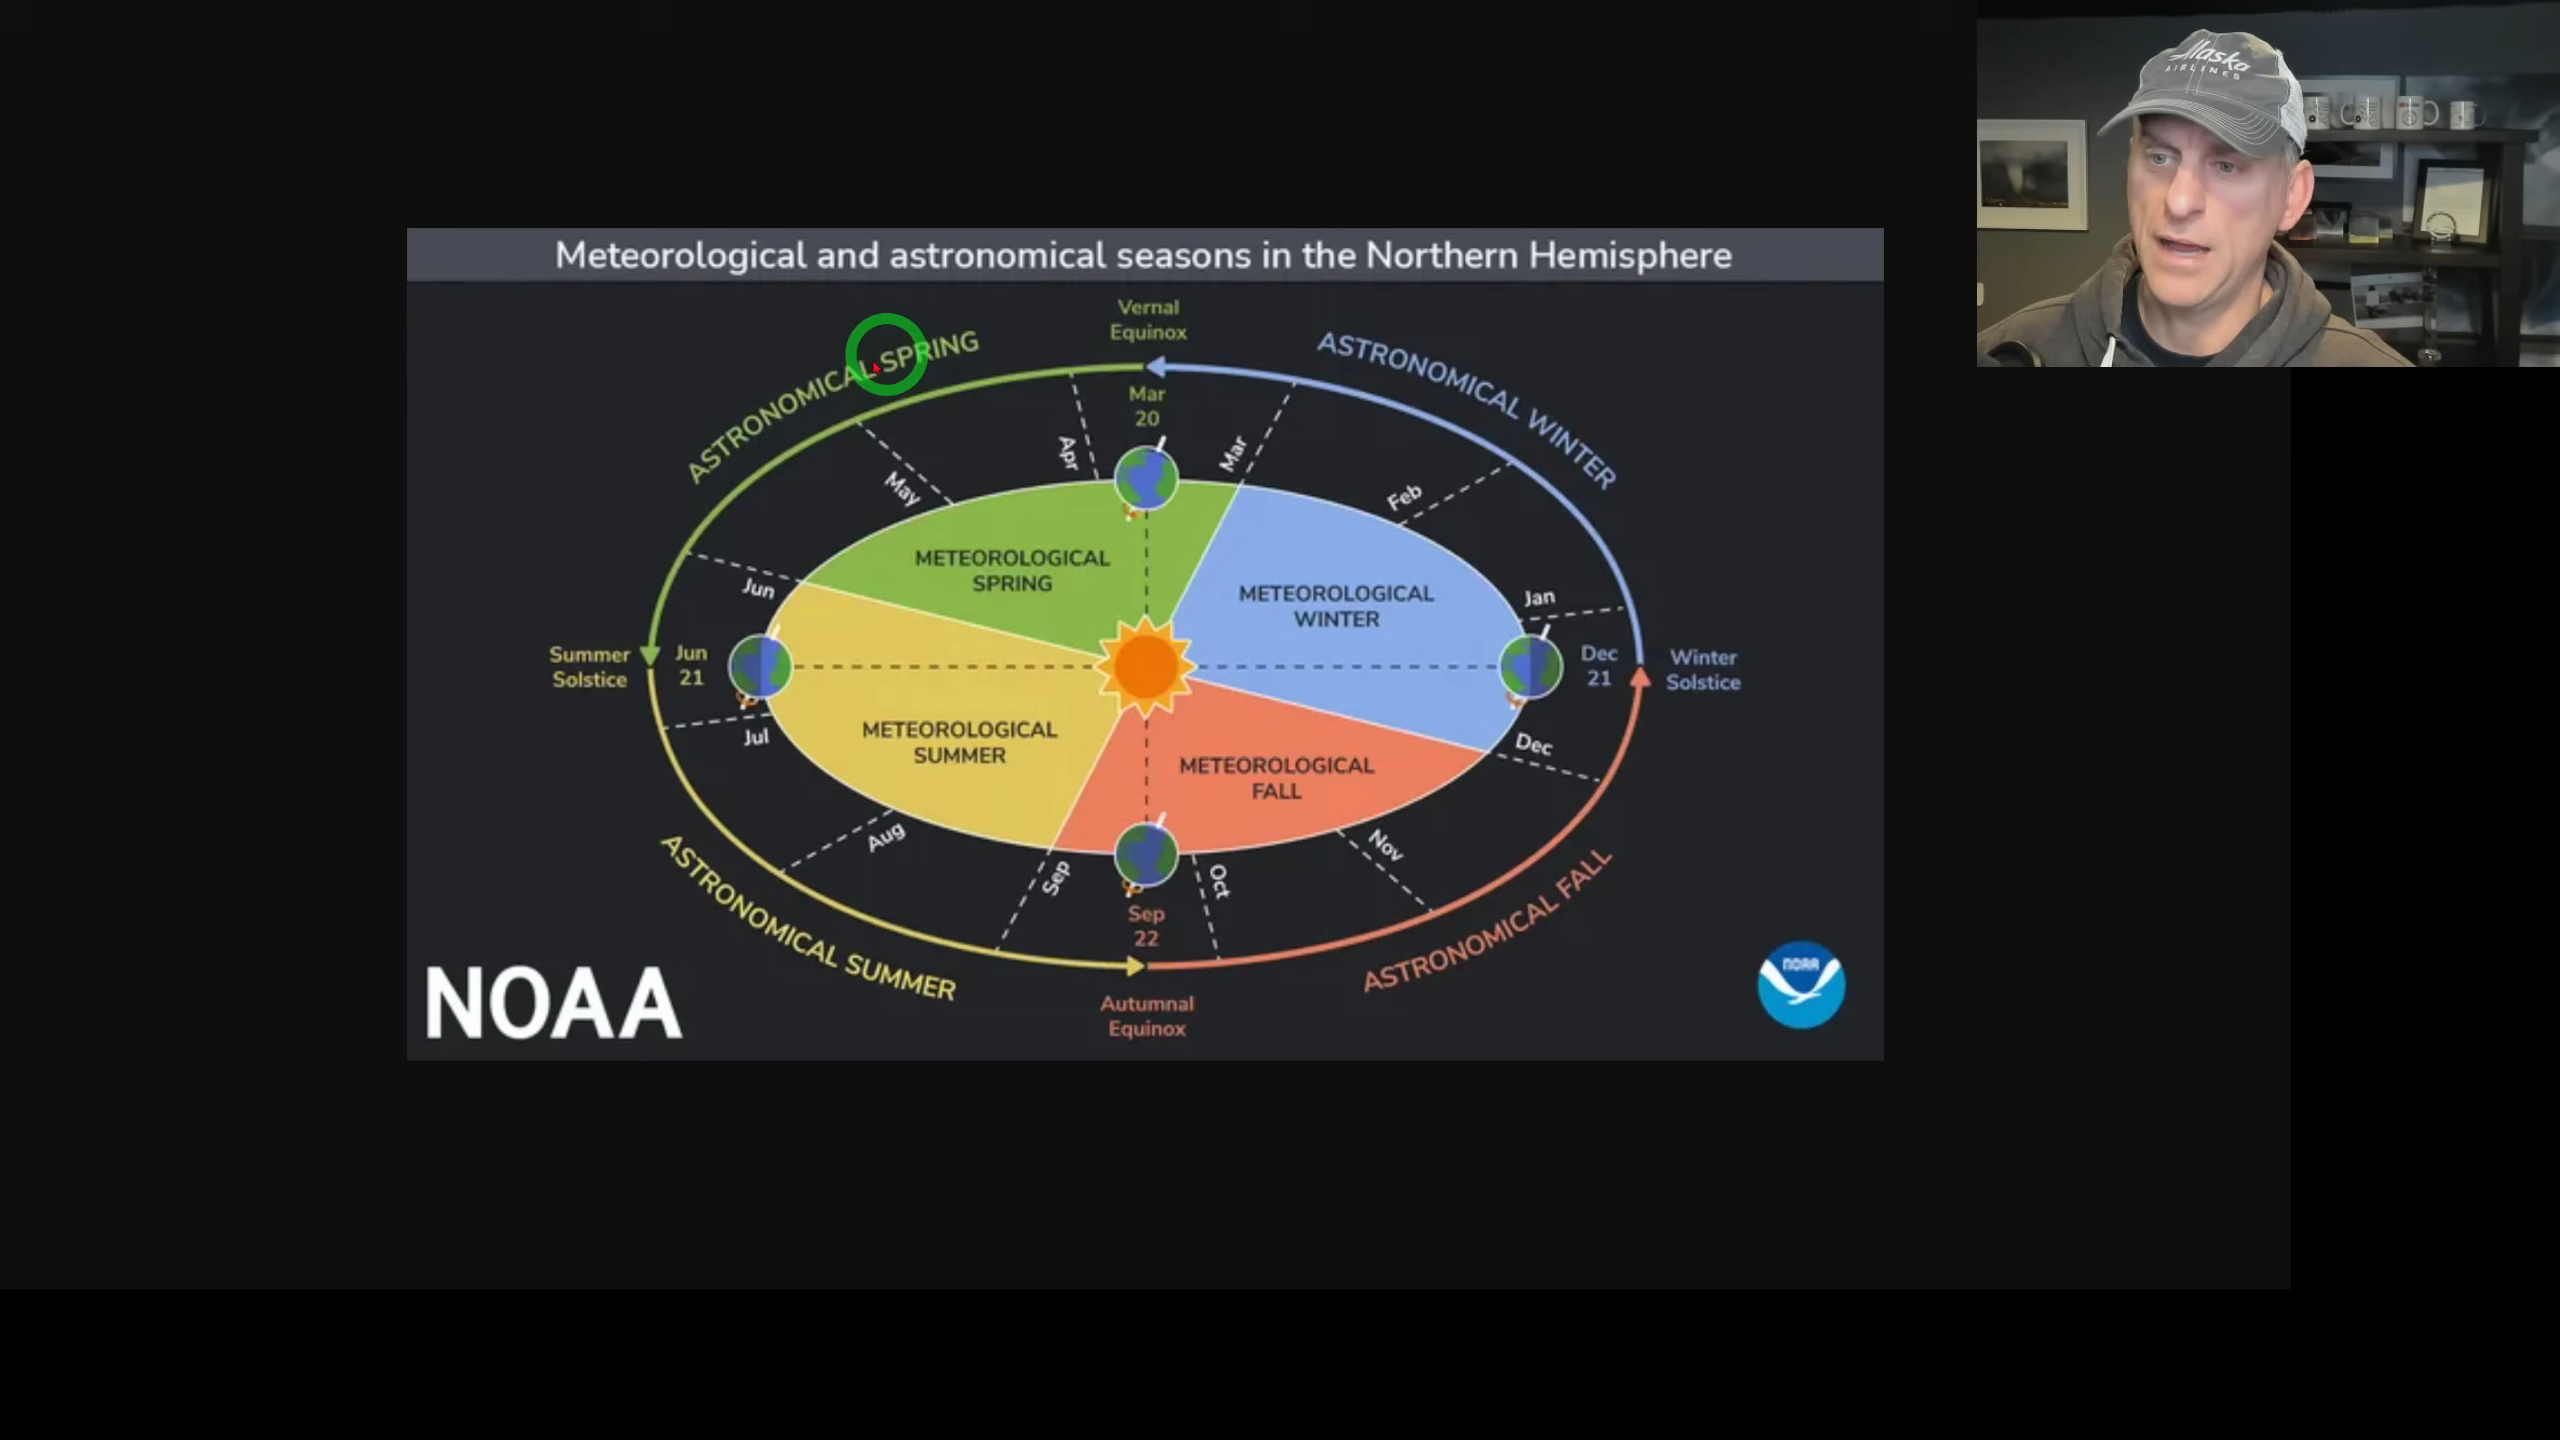 Alaska
AIRLINES
Meteorological and astronomical seasons in the Northern Hemisphere
Vernal
Equinox
ASTRONOMICAL SPRING
ASTRONOMICAL WINTER
Mar
20
Apr
Mar
May
Feb
METEOROLOGICAL
SPRING
METEOROLOGICAL
WINTER
Jun
Jan
Summer
Solstice
Jun
21
Dec
21
Winter
Solstice
Jul
METEOROLOGICAL
SUMMER
METEOROLOGICAL
FALL
Dec
Aug
Sep
Oct
Nov
Sep
22
ASTRONOMICAL SUMMER
ASTRONOMICAL FALL
Autumnal
Equinox
NOAA
NOAA